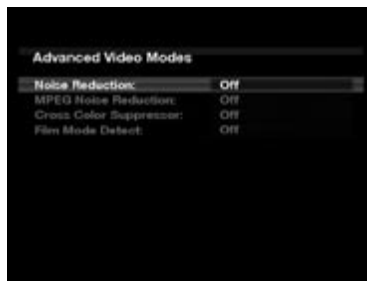 Advanced Video Modes
Noise Reduction: Off
MPEG Noise Reduction: Off
Cross Color Suppressor: Off
Film Mode Detect: Off